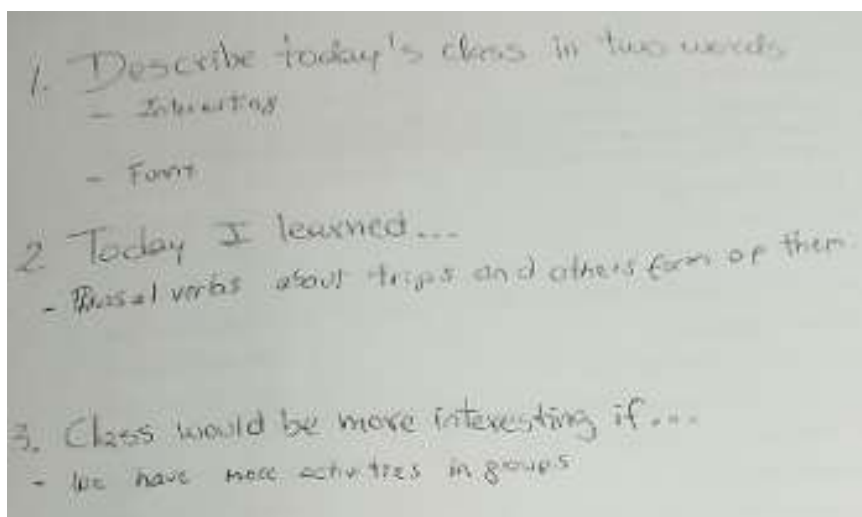 1. Describe today's class in two words
- Interesting
-
2. Today I learned...
- Phrasal verbs about trips and others form of them.
3. Class would be more interesting if...
- We have more activities in groups